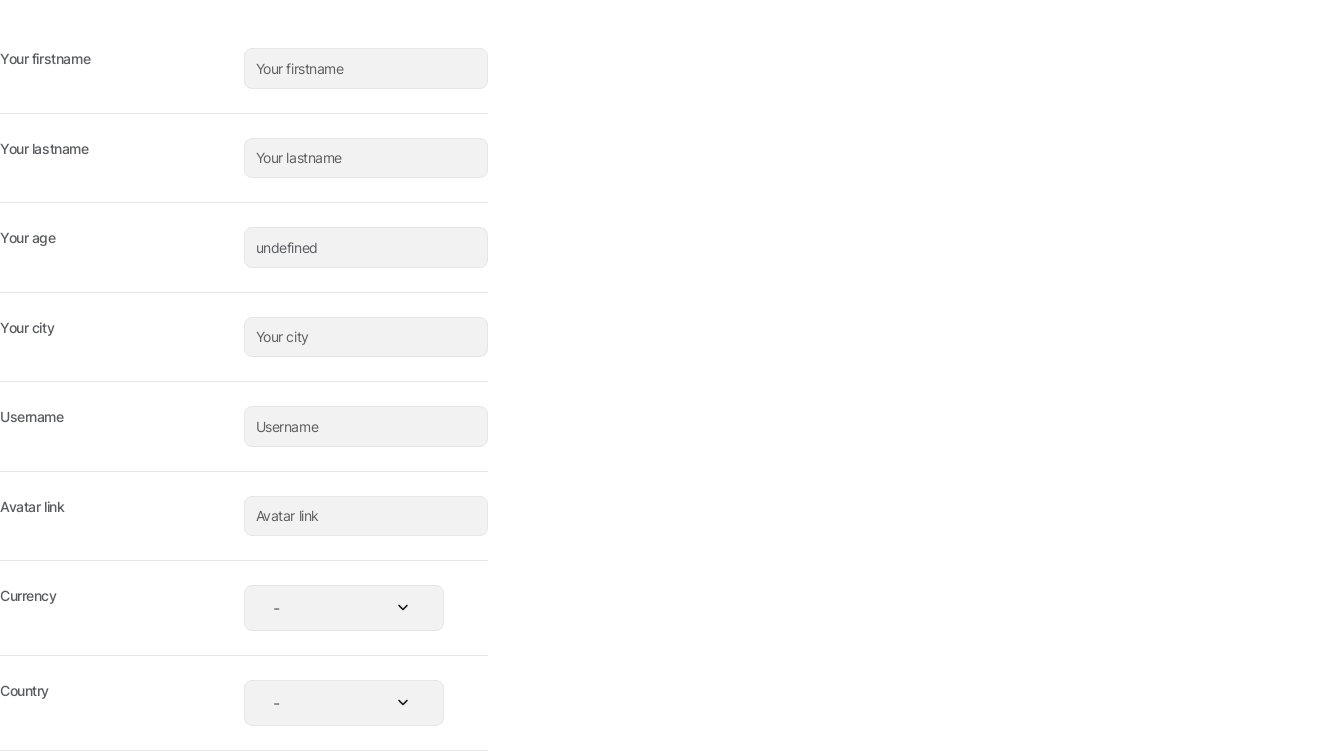 Your firstname
Your firstname
Your lastname
Your lastname
Your age
undefined
Your city
Your city
Username
Username
Avatar link
Avatar link
Currency
-
Country
-